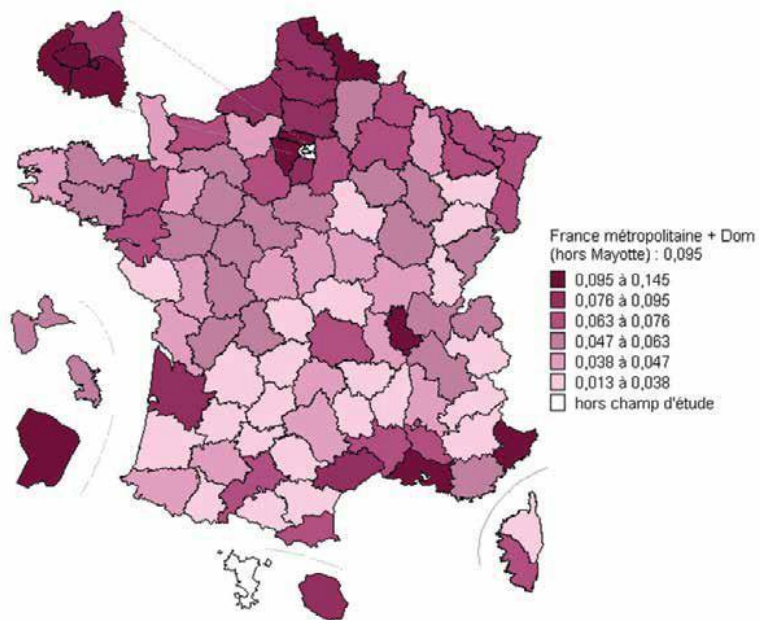 France métropolitaine + Dom
(hors Mayotte) : 0,095
0,095 à 0,145
0,076 à 0,095
0,063 à 0,076
0,047 à 0,063
0,038 à 0,047
0,013 à 0,038
hors champ d'étude